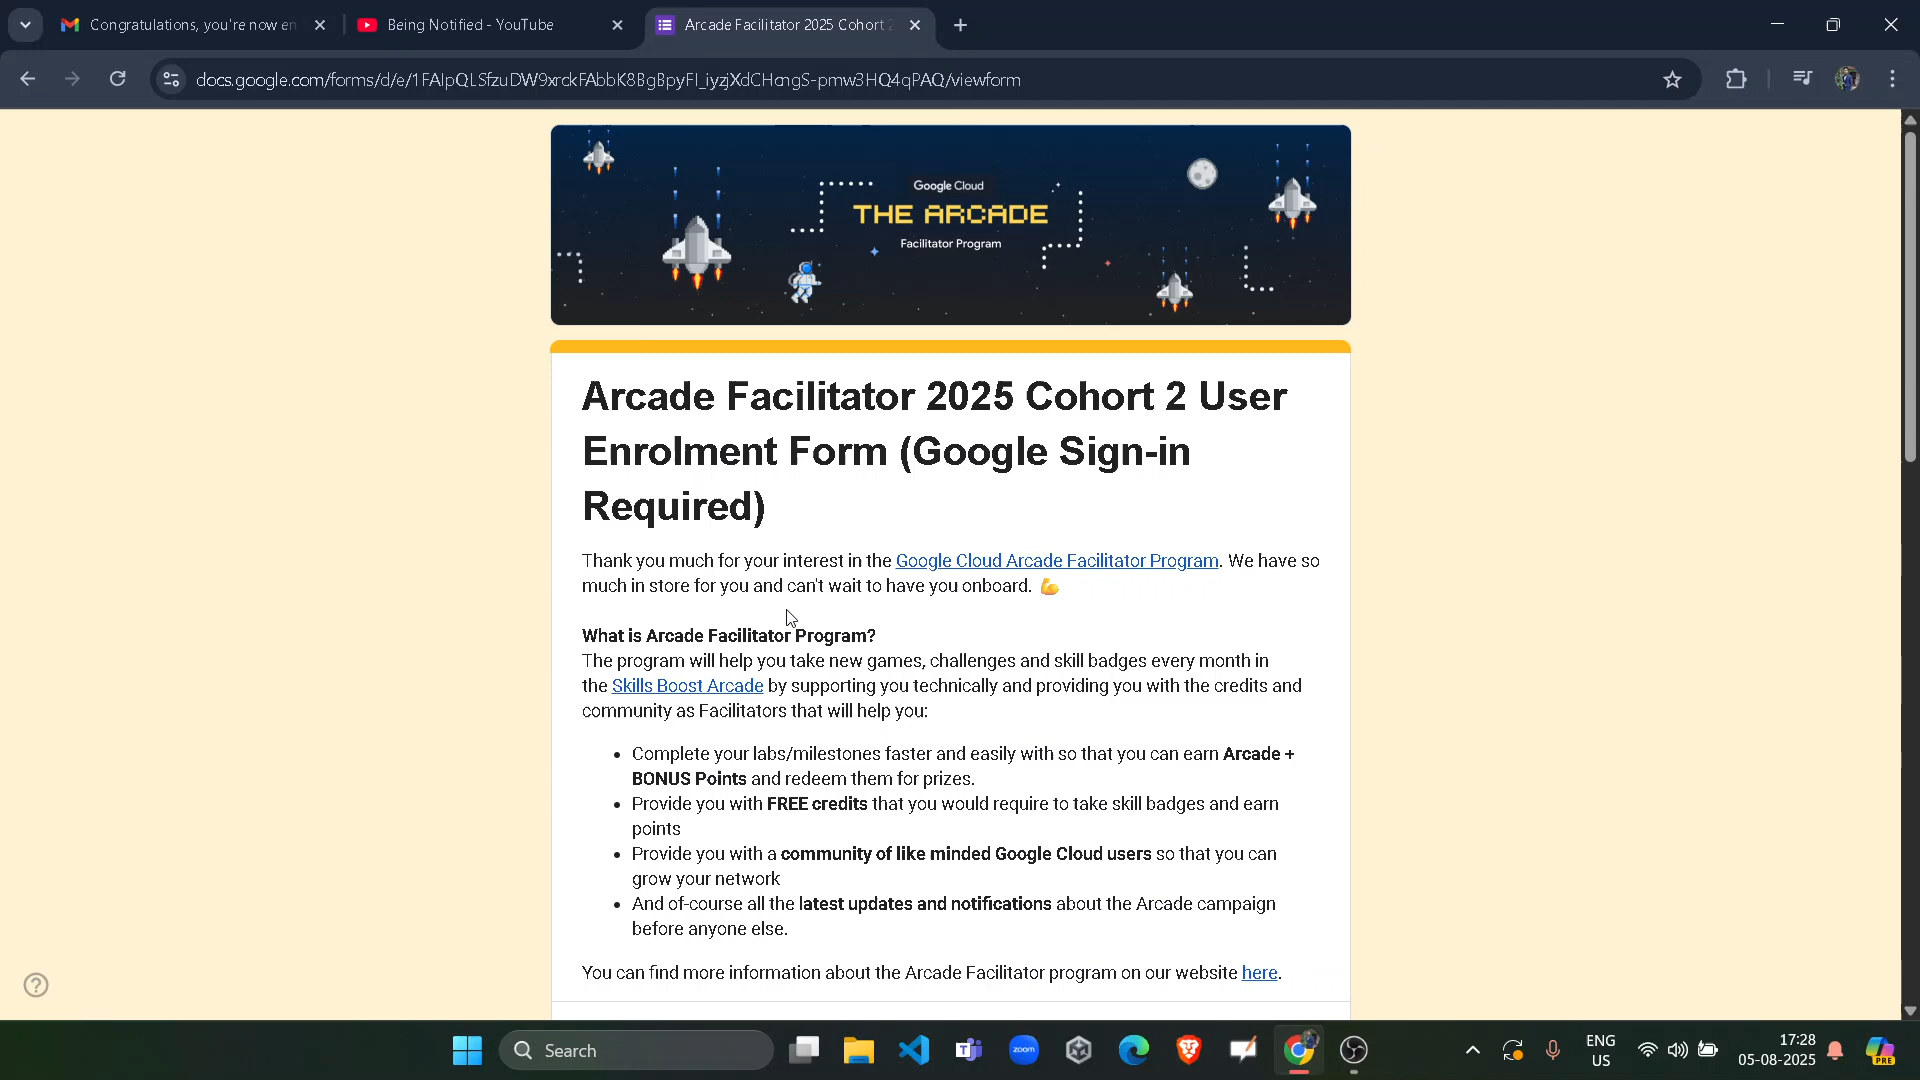 Congratulations, you're now en
Being Notified - YouTube
Arcade Facilitator 2025 Cohort 2
docs.google.com/forms/d/e/1FAIpQLSfzuDW9xrckFAbbK8BgBpyFI_iyzjXdCHcngS-pmw3HQ4qPAQ/viewform
Google Cloud
THE ARCADE
Facilitator Program
Arcade Facilitator 2025 Cohort 2 User
Enrolment Form (Google Sign-in
Required)
Thank you much for your interest in the Google Cloud Arcade Facilitator Program. We have so
much in store for you and can't wait to have you onboard. 💪
What is Arcade Facilitator Program?
The program will help you take new games, challenges and skill badges every month in
the Skills Boost Arcade by supporting you technically and providing you with the credits and
community as Facilitators that will help you:
• Complete your labs/milestones faster and easily with so that you can earn Arcade +
BONUS Points and redeem them for prizes.
• Provide you with FREE credits that you would require to take skill badges and earn
points
• Provide you with a community of like minded Google Cloud users so that you can
grow your network
• And of-course all the latest updates and notifications about the Arcade campaign
before anyone else.
You can find more information about the Arcade Facilitator program on our website here.
Search
zoom
ENG
US
17:28
05-08-2025
PRE